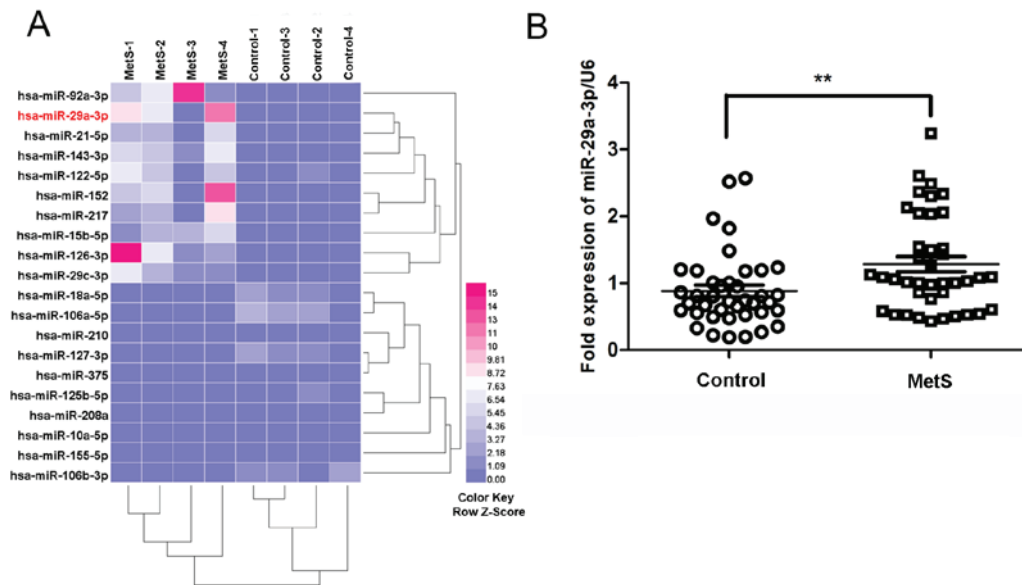 A
MetS-1
MetS-2
MetS-3
MetS-4
Control-1
Control-3
Control-2
Control-4
hsa-miR-92a-3p
hsa-miR-29a-3p
hsa-miR-21-5p
hsa-miR-143-3p
hsa-miR-122-5p
hsa-miR-152
hsa-miR-217
hsa-miR-15b-5p
hsa-miR-126-3p
hsa-miR-29c-3p
hsa-miR-18a-5p
hsa-miR-106a-5p
hsa-miR-210
hsa-miR-127-3p
hsa-miR-375
hsa-miR-125b-5p
hsa-miR-208a
hsa-miR-10a-5p
hsa-miR-155-5p
hsa-miR-106b-3p
15
14
13
11
10
9.81
8.72
7.63
6.54
5.45
4.36
3.27
2.18
1.09
0.00
Color Key
Row Z-Score
B
Fold expression of miR-29a-3p/U6
4
3
2
1
0
**
Control
MetS